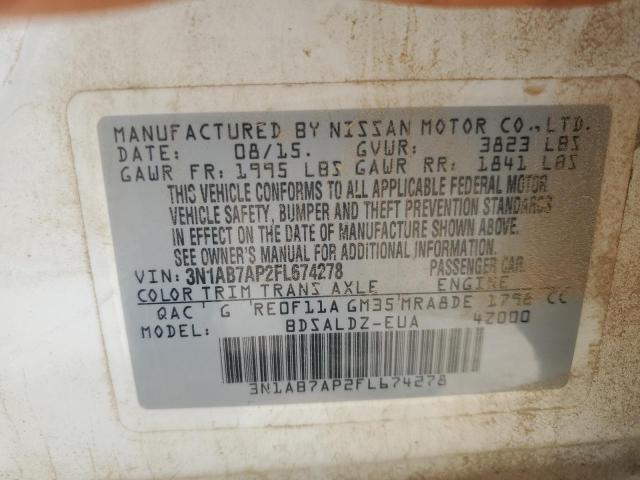 MANUFACTURED BY NISSAN MOTOR CO.,LTD.
DATE: 08/15. GVWR: 3823 LBS
GAWR FR: 1995 LBS GAWR RR: 1841 LBS
THIS VEHICLE CONFORMS TO ALL APPLICABLE FEDERAL MOTOR
VEHICLE SAFETY, BUMPER AND THEFT PREVENTION STANDARDS
IN EFFECT ON THE DATE OF MANUFACTURE SHOWN ABOVE.
SEE OWNER'S MANUAL FOR ADDITIONAL INFORMATION.
VIN: 3N1AB7AP2FL674278 PASSENGER CAR
COLOR TRIM TRANS AXLE ENGINE
QAC G RE0F11A GM35 MRA8DE 1798 CC
MODEL: BDSALDZ-EUA 4Z000
3N1AB7AP2FL674278